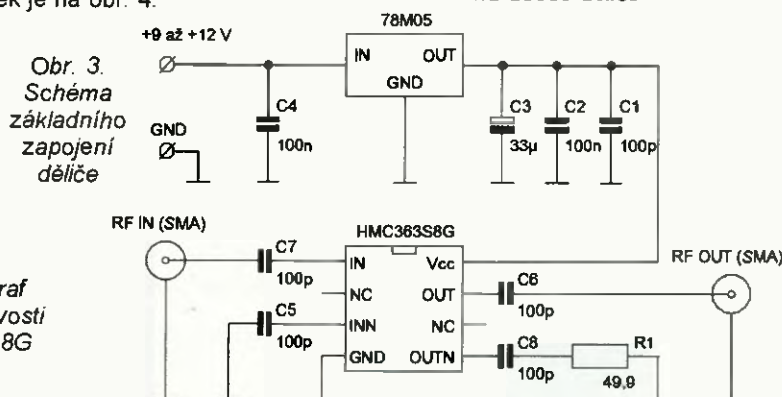 ek je na obr. 4.
Obr. 3.
Schéma
základního
zapojení
děliče
+9 až +12 V
GND
78M05
IN
OUT
GND
C4
100n
C3
33µ
C2
100n
C1
100p
RF IN (SMA)
HMC363S8G
RF OUT (SMA)
C7
100p
C5
100p
IN
Vcc
NC
OUT
INN
NC
GND
OUTN
C6
100p
C8
100p
R1
49,9
raf
vosti
8G